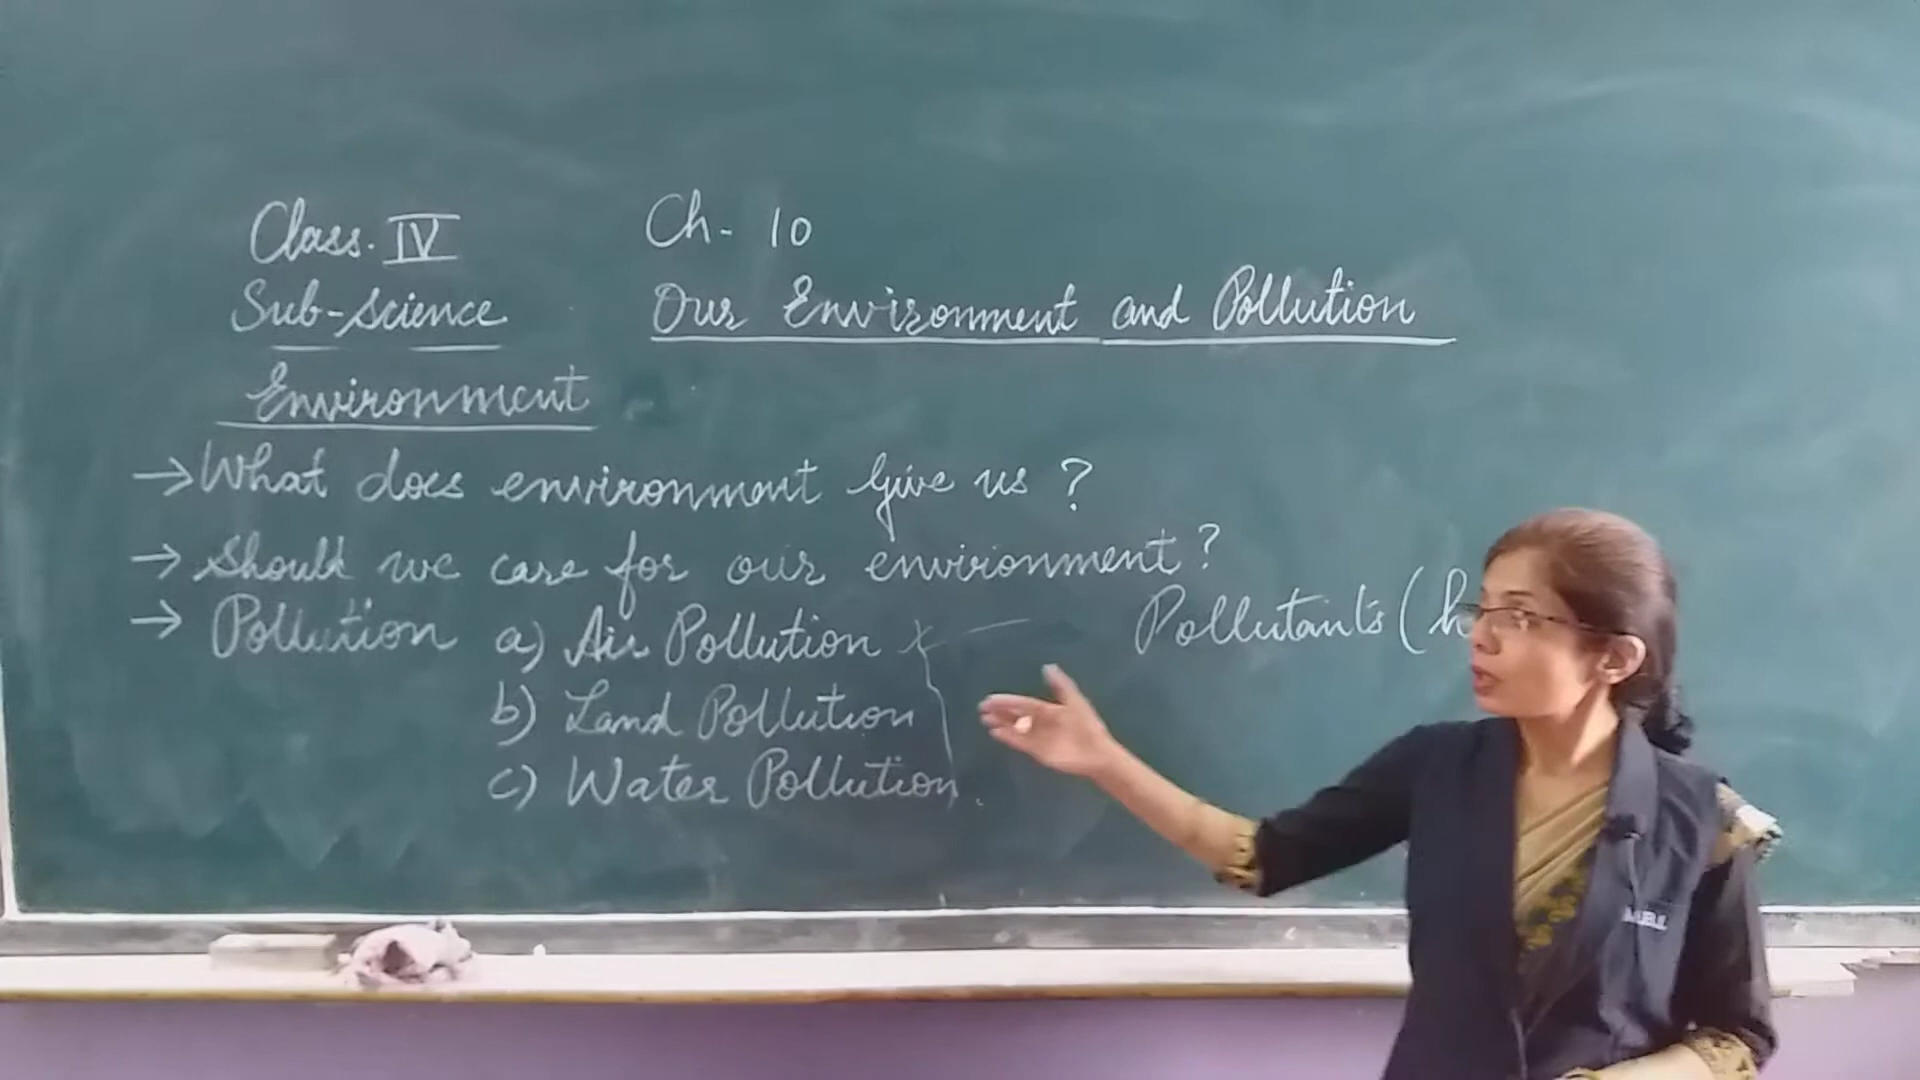 Class. IV
Sub-science
Ch- 10
Our Environment and Pollution
Environment
→ What does environment give us ?
→ Should we care for our environment ?
→ Pollution a) Air Pollution
Pollutants (h
b) Land Pollution
c) Water Pollution.